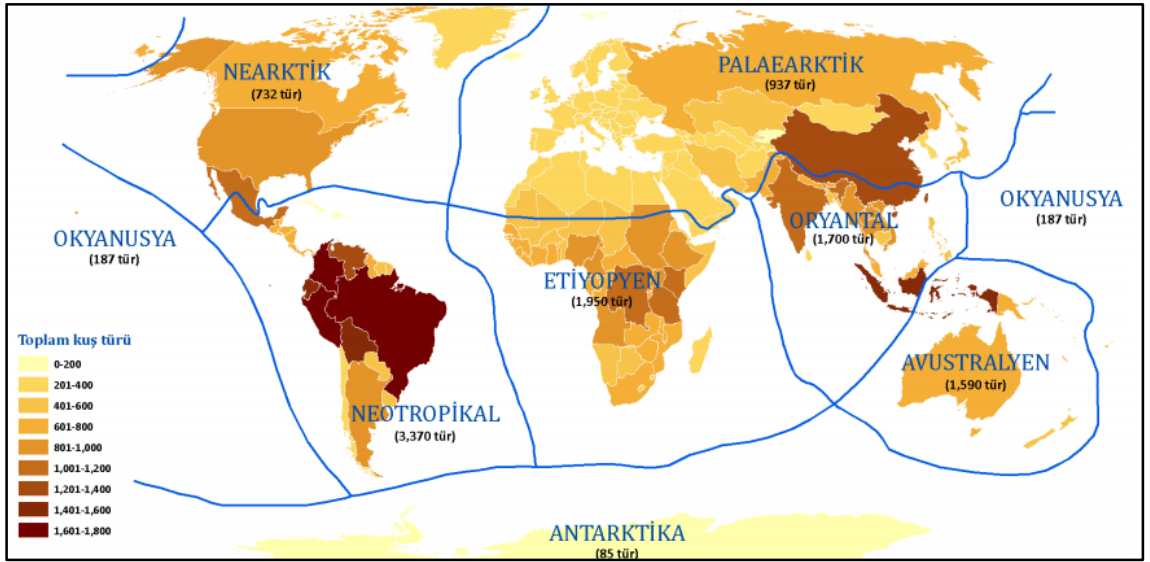 NEARKTİK
(732 tür)
PALAEARKTİK
(937 tür)
OKYANUSYA
(187 tür)
OKYANUSYA
(187 tür)
ORYANTAL
(1,700 tür)
ETİYOPYEN
(1,950 tür)
AVUSTRALYEN
(1,590 tür)
NEOTROPİKAL
(3,370 tür)
ANTARKTİKA
(85 tür)
Toplam kuş türü
0-200
201-400
401-600
601-800
801-1,000
1,001-1,200
1,201-1,400
1,401-1,600
1,601-1,800